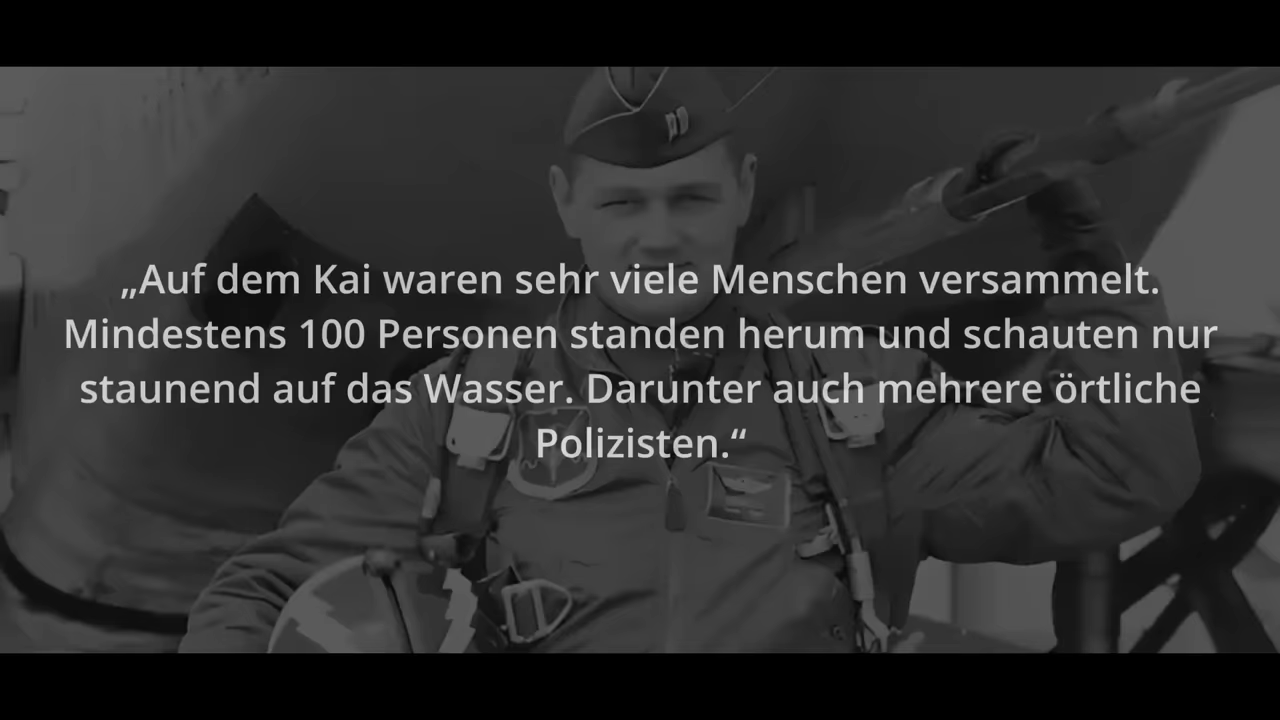 „Auf dem Kai waren sehr viele Menschen versammelt.
Mindestens 100 Personen standen herum und schauten nur
staunend auf das Wasser. Darunter auch mehrere örtliche
Polizisten.“